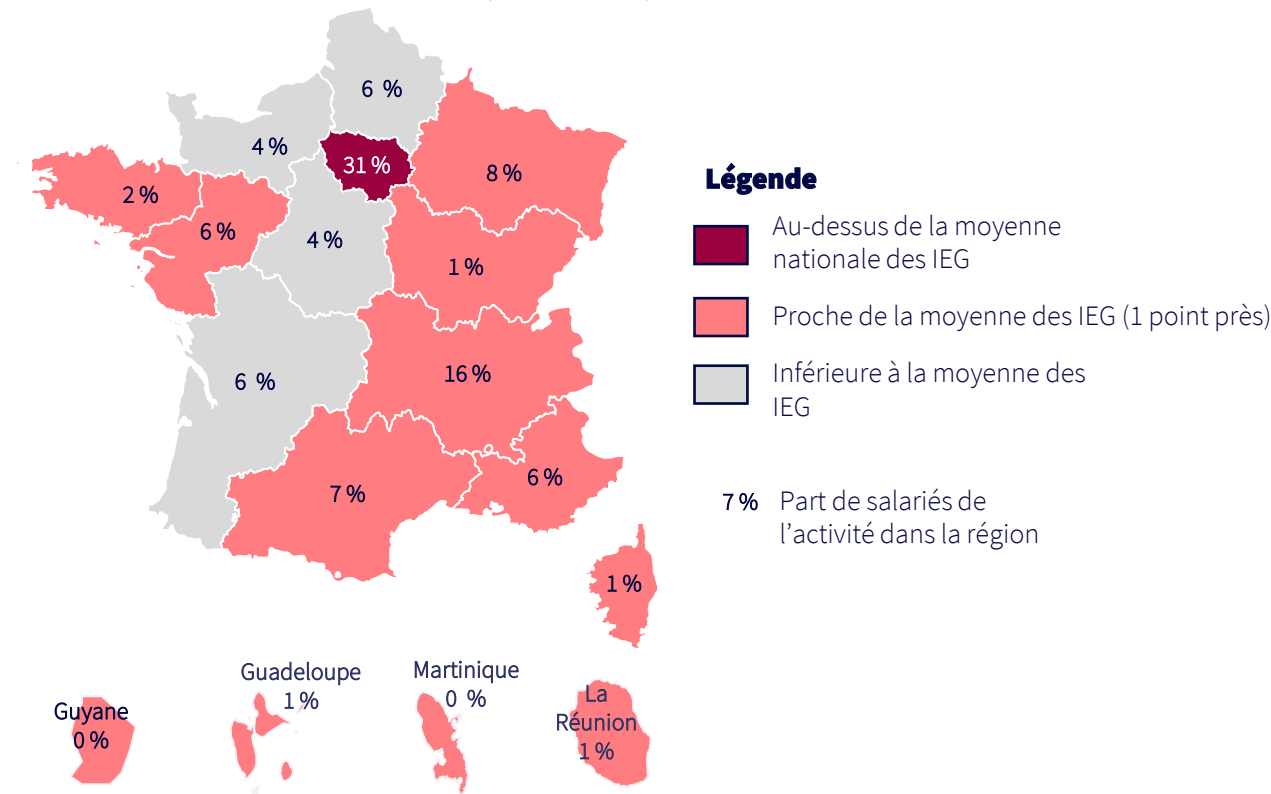 6 %
4 %
31 %
8 %
2 %
6 %
4 %
1 %
6 %
16 %
7 %
6 %
1 %
Guyane
0 %
Guadeloupe
1 %
Martinique
0 %
La
Réunion
1 %
Légende
Au-dessus de la moyenne
nationale des IEG
Proche de la moyenne des IEG (1 point près)
Inférieure à la moyenne des
IEG
7 % Part de salariés de
l’activité dans la région